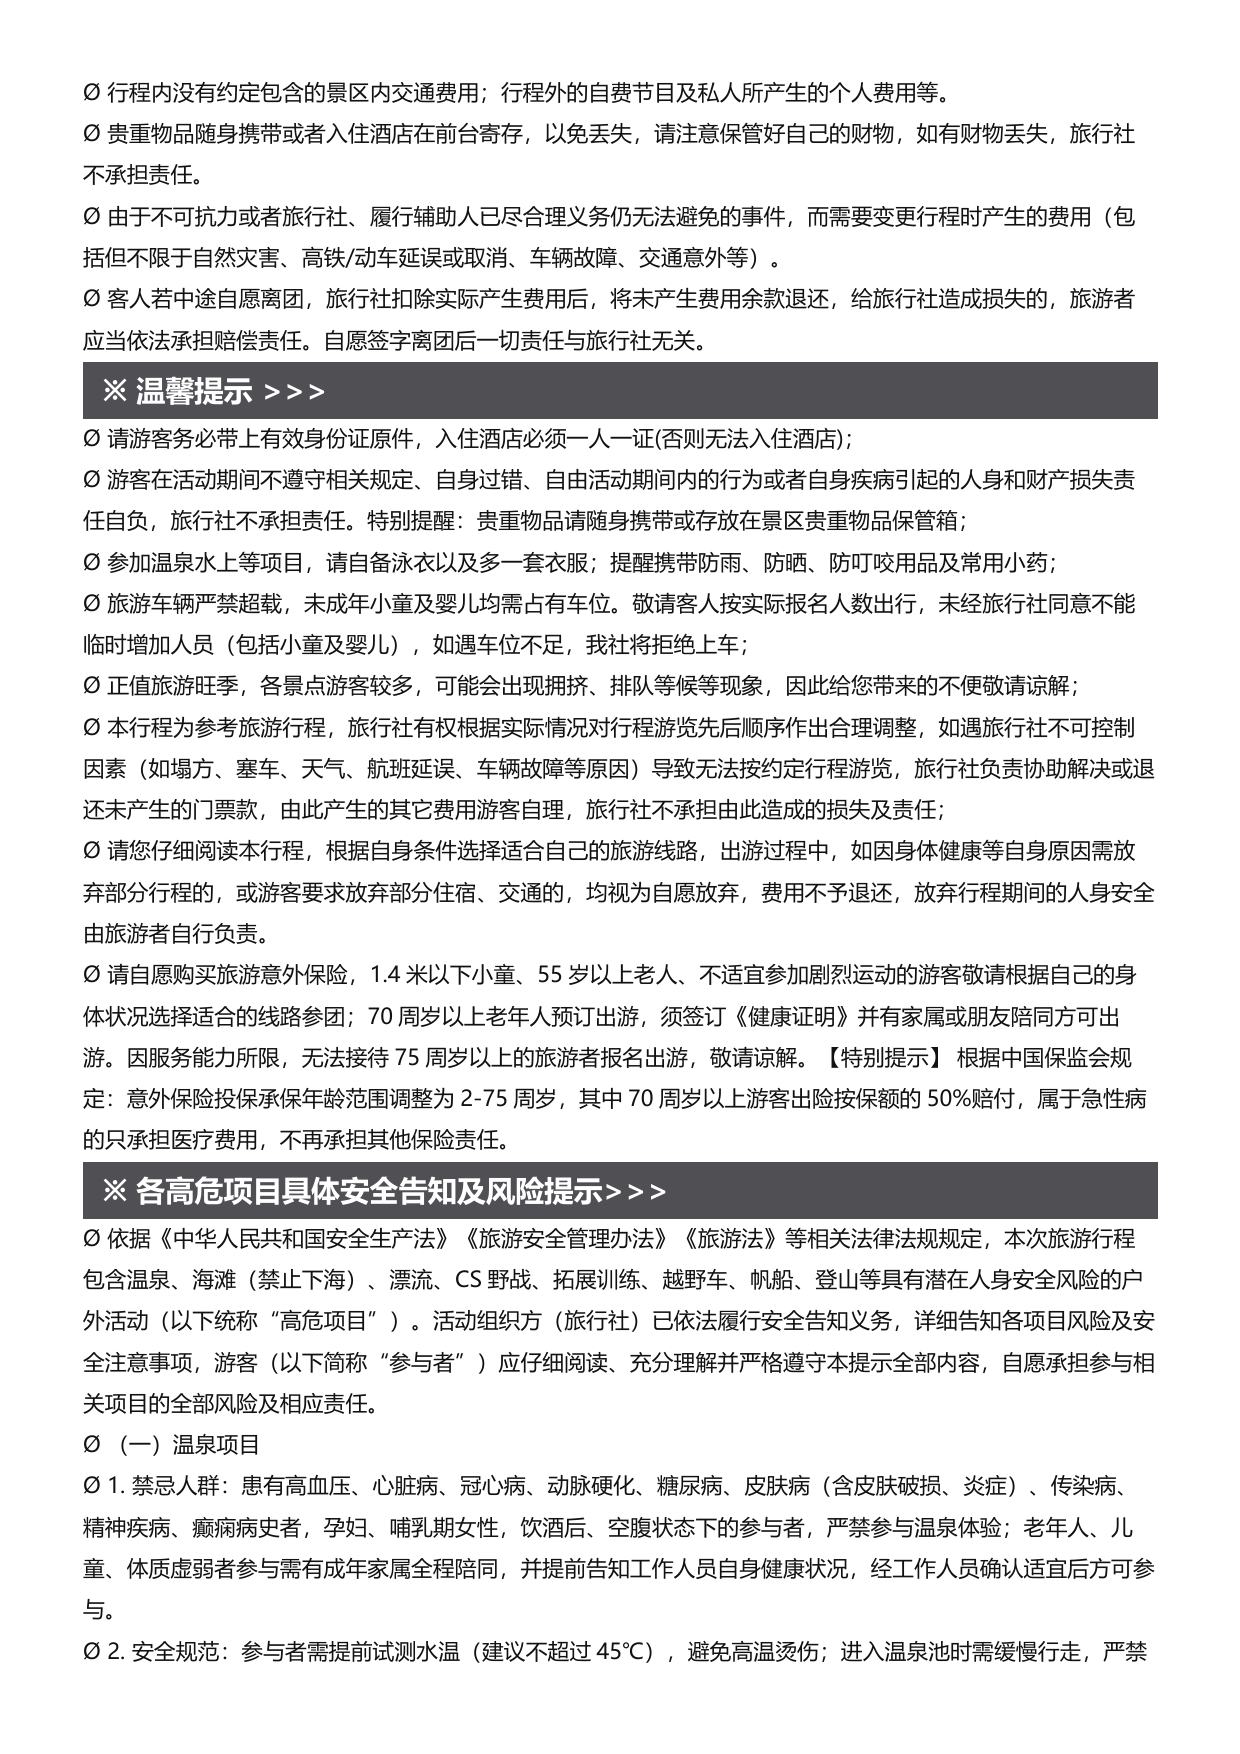 Ø 行程内没有约定包含的景区内交通费用；行程外的自费节目及私人所产生的个人费用等。
Ø 贵重物品随身携带或者入住酒店在前台寄存，以免丢失，请注意保管好自己的财物，如有财物丢失，旅行社
不承担责任。
Ø 由于不可抗力或者旅行社、履行辅助人已尽合理义务仍无法避免的事件，而需要变更行程时产生的费用（包
括但不限于自然灾害、高铁/动车延误或取消、车辆故障、交通意外等）。
Ø 客人若中途自愿离团，旅行社扣除实际产生费用后，将未产生费用余款退还，给旅行社造成损失的，旅游者
应当依法承担赔偿责任。自愿签字离团后一切责任与旅行社无关。
※ 温馨提示 >>>
Ø 请游客务必带上有效身份证原件，入住酒店必须一人一证(否则无法入住酒店)；
Ø 游客在活动期间不遵守相关规定、自身过错、自由活动期间内的行为或者自身疾病引起的人身和财产损失责
任自负，旅行社不承担责任。特别提醒：贵重物品请随身携带或存放在景区贵重物品保管箱；
Ø 参加温泉水上等项目，请自备泳衣以及多一套衣服；提醒携带防雨、防晒、防叮咬用品及常用小药；
Ø 旅游车辆严禁超载，未成年小童及婴儿均需占有车位。敬请客人按实际报名人数出行，未经旅行社同意不能
临时增加人员（包括小童及婴儿），如遇车位不足，我社将拒绝上车；
Ø 正值旅游旺季，各景点游客较多，可能会出现拥挤、排队等候等现象，因此给您带来的不便敬请谅解；
Ø 本行程为参考旅游行程，旅行社有权根据实际情况对行程游览先后顺序作出合理调整，如遇旅行社不可控制
因素（如塌方、塞车、天气、航班延误、车辆故障等原因）导致无法按约定行程游览，旅行社负责协助解决或退
还未产生的门票款，由此产生的其它费用游客自理，旅行社不承担由此造成的损失及责任；
Ø 请您仔细阅读本行程，根据自身条件选择适合自己的旅游线路，出游过程中，如因身体健康等自身原因需放
弃部分行程的，或游客要求放弃部分住宿、交通的，均视为自愿放弃，费用不予退还，放弃行程期间的人身安全
由旅游者自行负责。
Ø 请自愿购买旅游意外保险，1.4 米以下小童、55 岁以上老人、不适宜参加剧烈运动的游客敬请根据自己的身
体状况选择适合的线路参团；70 周岁以上老年人预订出游，须签订《健康证明》并有家属或朋友陪同方可出
游。因服务能力所限，无法接待 75 周岁以上的旅游者报名出游，敬请谅解。【特别提示】 根据中国保监会规
定：意外保险投保承保年龄范围调整为 2-75 周岁，其中 70 周岁以上游客出险按保额的 50%赔付，属于急性病
的只承担医疗费用，不再承担其他保险责任。
※ 各高危项目具体安全告知及风险提示>>>
Ø 依据《中华人民共和国安全生产法》《旅游安全管理办法》《旅游法》等相关法律法规规定，本次旅游行程
包含温泉、海滩（禁止下海）、漂流、CS 野战、拓展训练、越野车、帆船、登山等具有潜在人身安全风险的户
外活动（以下统称“高危项目”）。活动组织方（旅行社）已依法履行安全告知义务，详细告知各项目风险及安
全注意事项，游客（以下简称“参与者”）应仔细阅读、充分理解并严格遵守本提示全部内容，自愿承担参与相
关项目的全部风险及相应责任。
Ø （一）温泉项目
Ø 1. 禁忌人群：患有高血压、心脏病、冠心病、动脉硬化、糖尿病、皮肤病（含皮肤破损、炎症）、传染病、
精神疾病、癫痫病史者，孕妇、哺乳期女性，饮酒后、空腹状态下的参与者，严禁参与温泉体验；老年人、儿
童、体质虚弱者参与需有成年家属全程陪同，并提前告知工作人员自身健康状况，经工作人员确认适宜后方可参
与。
Ø 2. 安全规范：参与者需提前试测水温（建议不超过 45℃），避免高温烫伤；进入温泉池时需缓慢行走，严禁